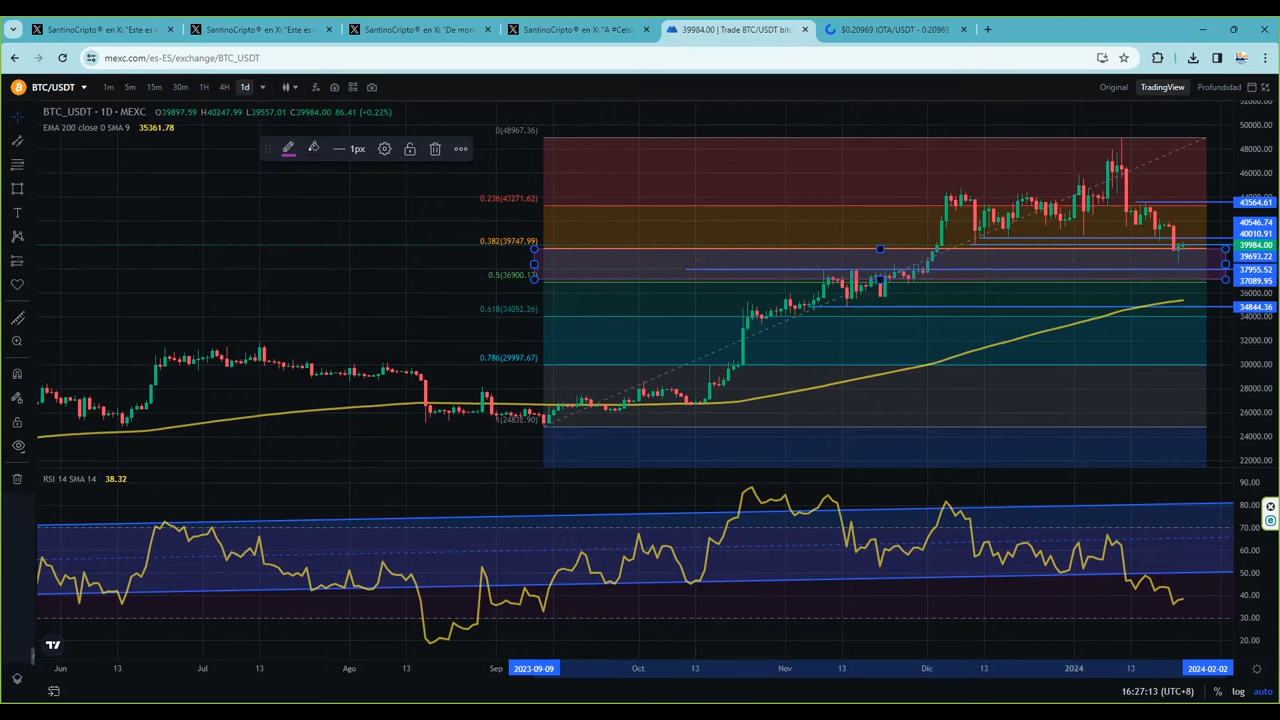 SantinoCripto® en X: "Este es e
SantinoCripto® en X: "Este es u
SantinoCripto® en X: "De morn
SantinoCripto® en X: "A #Celsi
39984.00 | Trade BTC/USDT bitc
$0.20969 IOTA/USDT - 0.20969
mexc.com/es-ES/exchange/BTC_USDT
BTC/USDT 1m 5m 15m 30m 1H 4H 1d
Original TradingView Profundidad
BTC_USDT · 1D · MEXC O39897.59 H40247.99 L39557.01 C39984.00 86.41 (+0.22%)
EMA 200 close 0 SMA 9 35361.78
1px
0(48967.36)
0.236(43271.62)
0.382(39747.99)
0.5(36900.13)
0.618(34052.26)
0.786(29997.67)
1(24832.90)
52000.00
50000.00
48000.00
46000.00
44000.00
43564.61
40546.74
40010.91
39984.00
39693.22
37955.52
37089.95
36000.00
34844.36
34000.00
32000.00
30000.00
28000.00
26000.00
24000.00
22000.00
RSI 14 SMA 14 38.32
90.00
80.00
70.00
60.00
50.00
40.00
30.00
20.00
Jun 13 Jul 13 Ago 13 Sep 2023-09-09 Oct 13 Nov 13 Dic 13 2024 13 2024-02-02
16:27:13 (UTC+8) % log auto